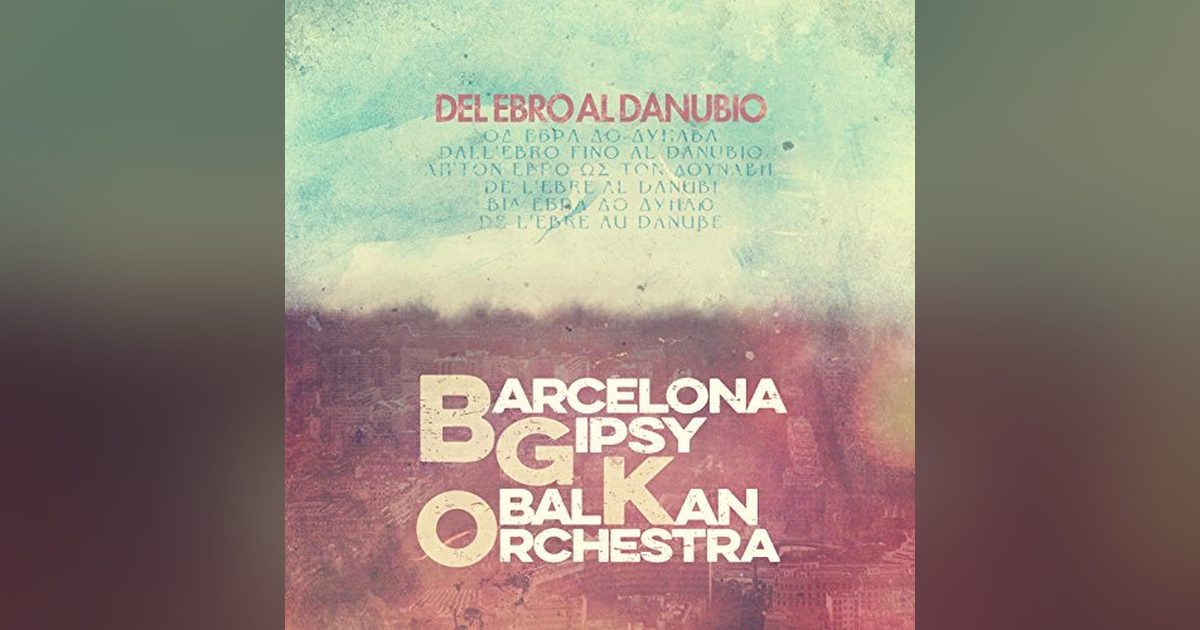 DEL EBRO AL DANUBIO
ОД ЕБРА ДО ДУНАВА
DALL'EBRO FINO AL DANUBIO
ΑΠ'ΤΟΝ ΕΒΡΟ ΩΣ ΤΟΝ ΔΟΥΝΑΒΗ
DE L'EBRE AL DANUBI
ВІД ЕБРА ДО ДУНАЮ
DE L'EBRE AU DANUBE
BARCELONA
GIPSY
BALKAN
ORCHESTRA